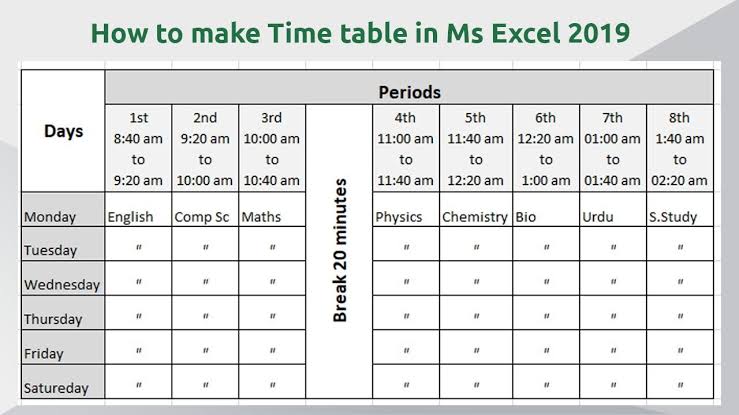 How to make Time table in Ms Excel 2019
Periods
Days
1st 2nd 3rd 4th 5th 6th 7th 8th
8:40 am 9:20 am 10:00 am 11:00 am 11:40 am 12:20 am 01:00 am 1:40 am
to to to to to to to to
9:20 am 10:00 am 10:40 am 11:40 am 12:20 am 1:00 am 01:40 am 02:20 am
Break 20 minutes
Monday English Comp Sc Maths Physics Chemistry Bio Urdu S.Study
Tuesday " " " " " " " "
Wednesday " " " " " " " "
Thursday " " " " " " " "
Friday " " " " " " " "
Satureday " " " " " " " "